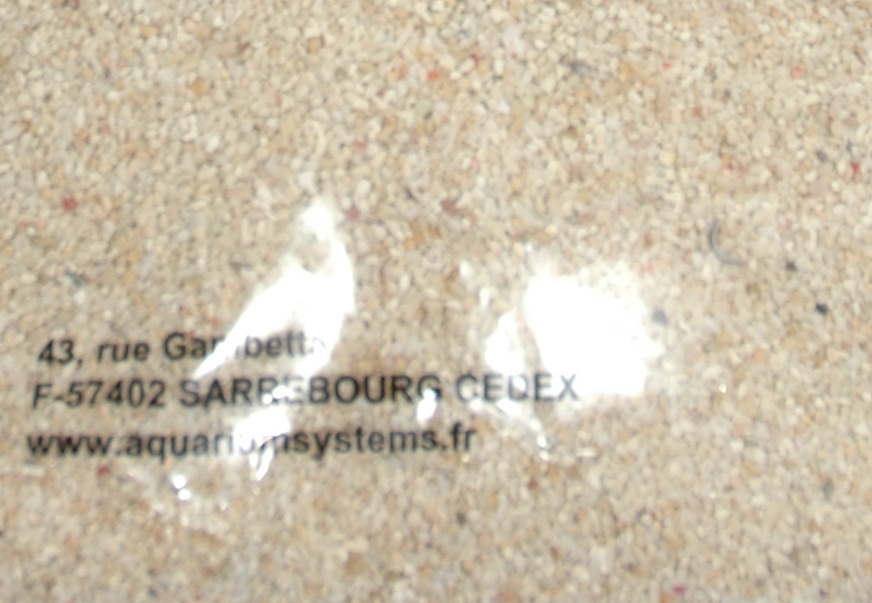 43, rue Gambetta
F-57402 SARREBOURG CEDEX
www.aquariumsystems.fr